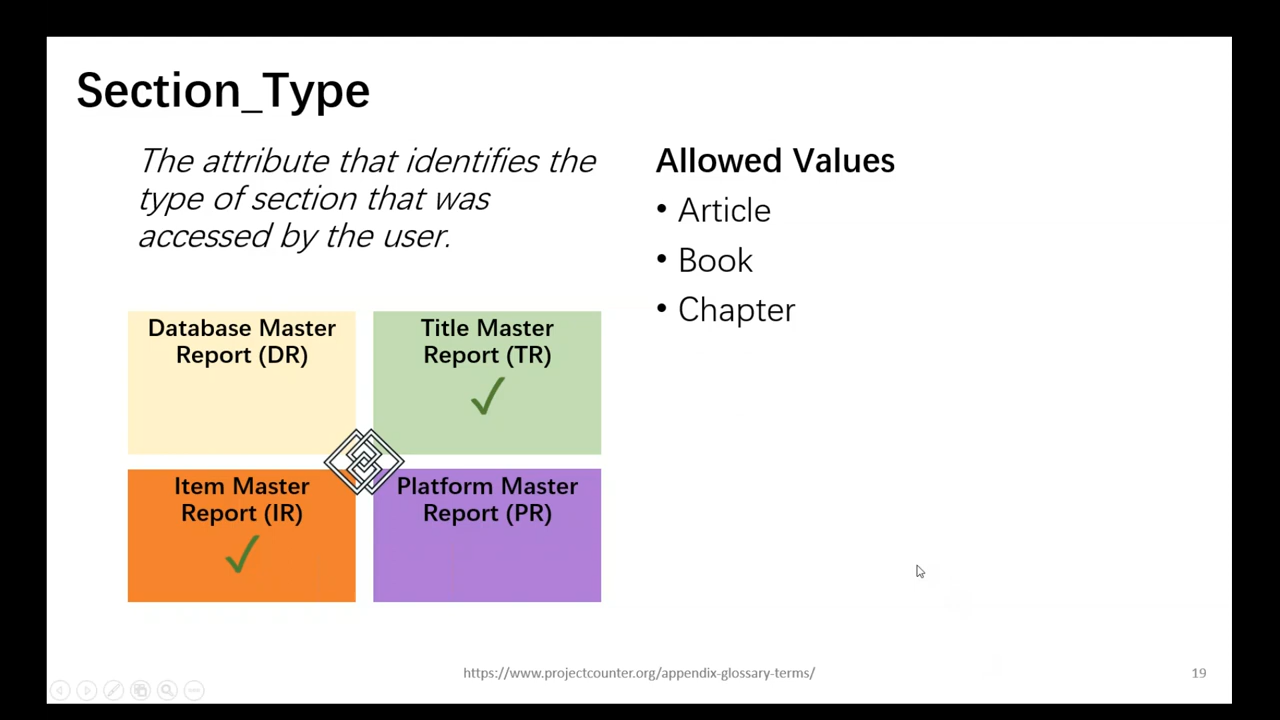 Section_Type
The attribute that identifies the
type of section that was
accessed by the user.
Allowed Values
• Article
• Book
• Chapter
Database Master
Report (DR)
Title Master
Report (TR)
Item Master
Report (IR)
Platform Master
Report (PR)
https://www.projectcounter.org/appendix-glossary-terms/
19